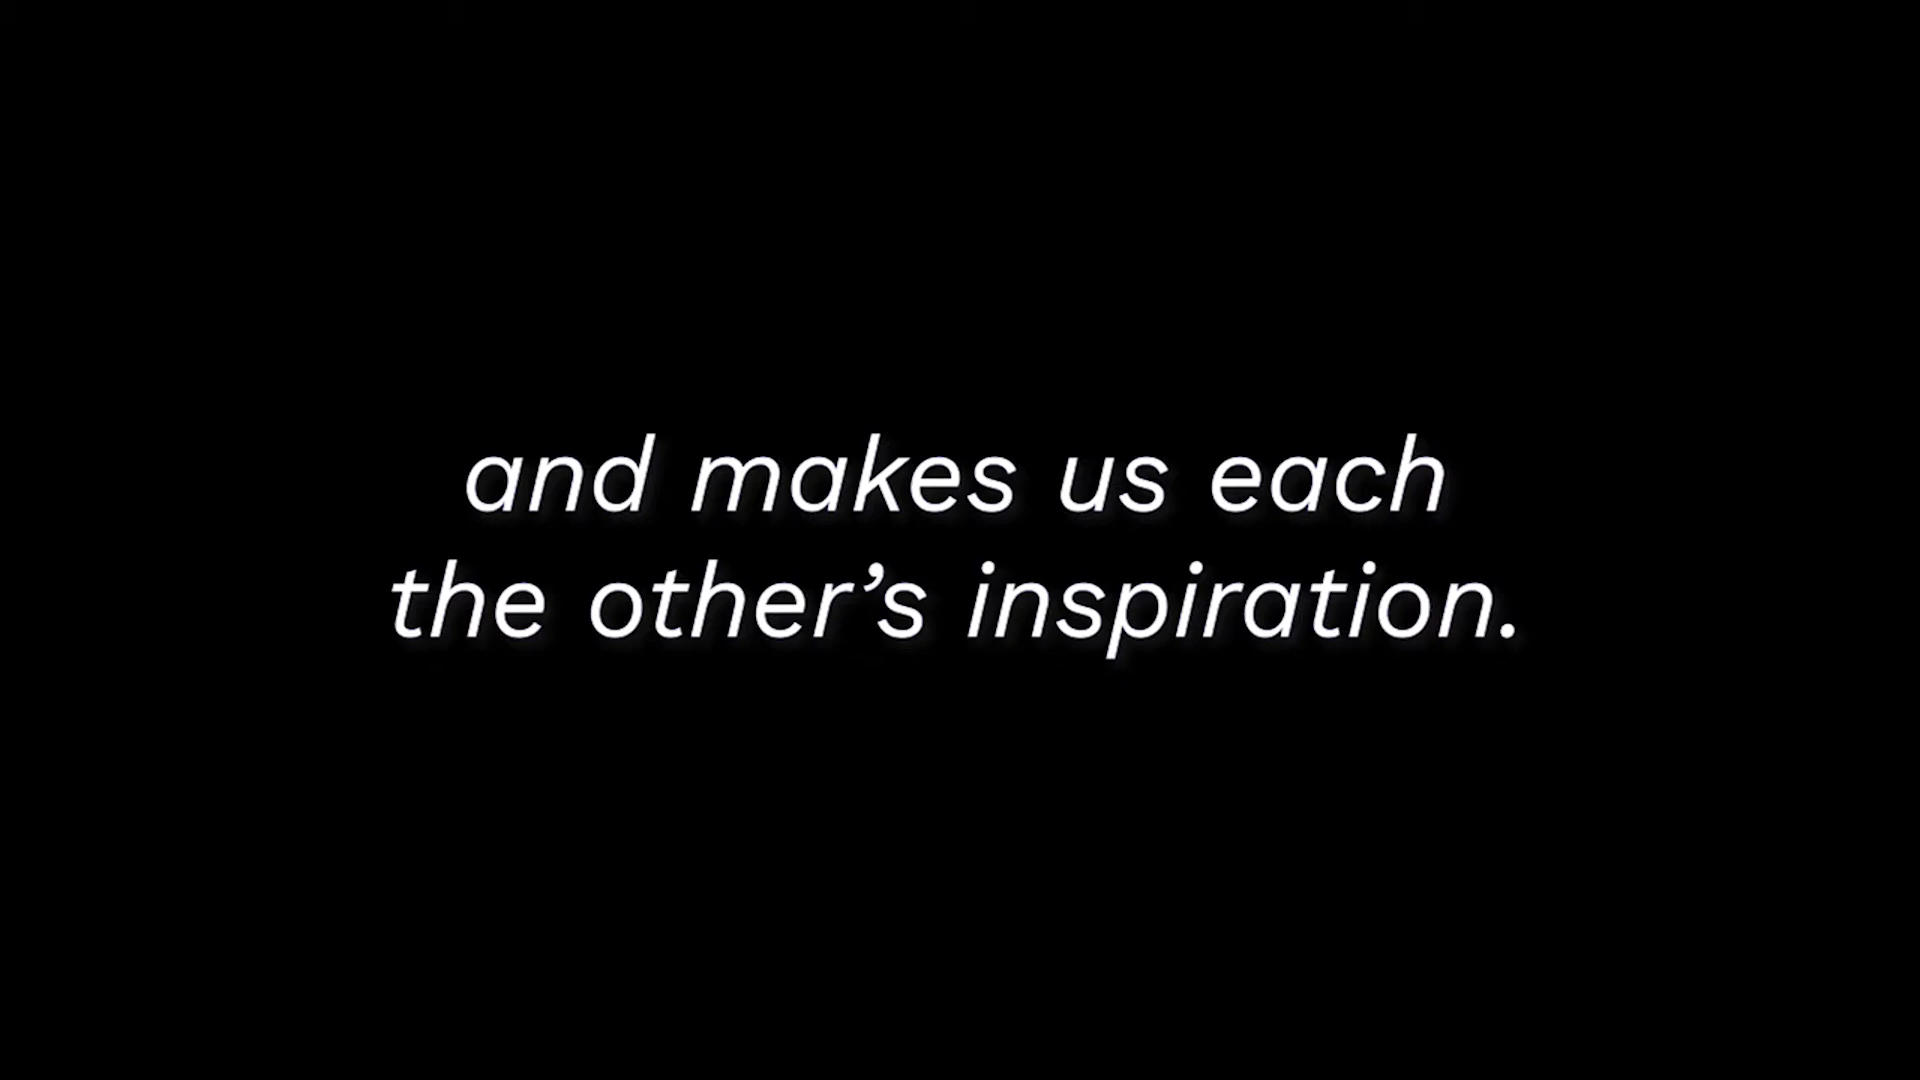 and makes us each
the other’s inspiration.